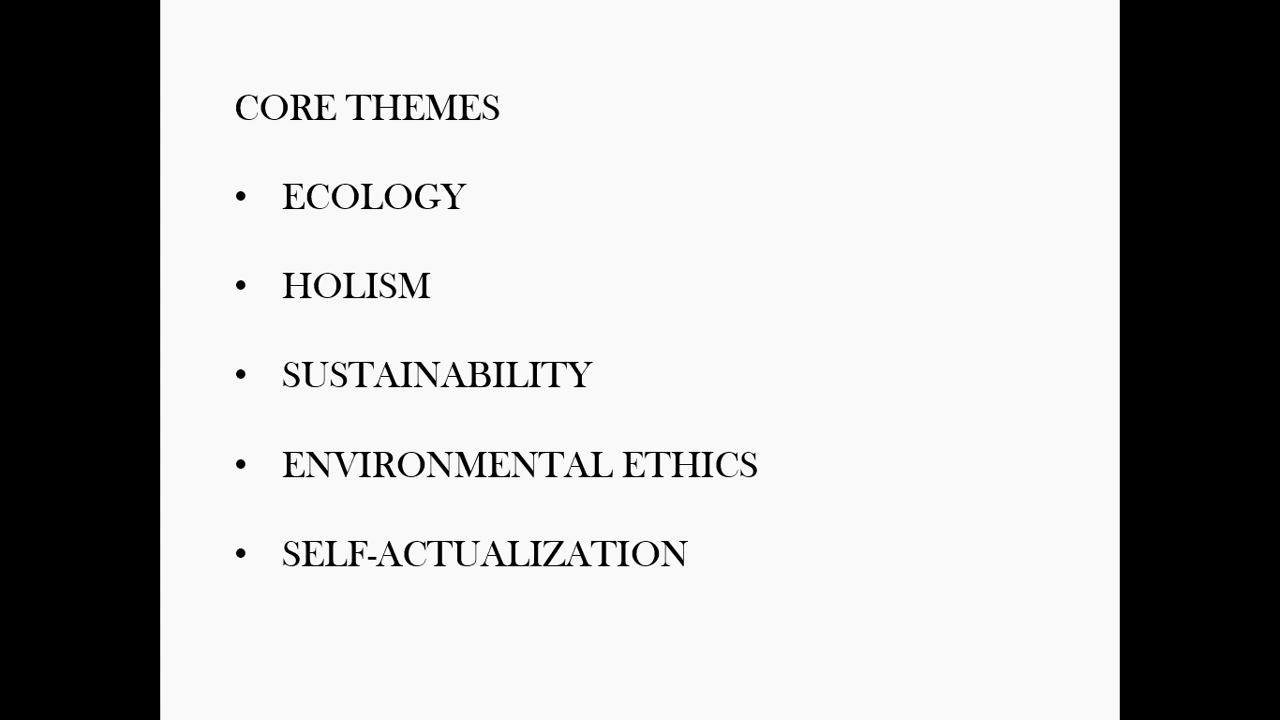 CORE THEMES
• ECOLOGY
• HOLISM
• SUSTAINABILITY
• ENVIRONMENTAL ETHICS
• SELF-ACTUALIZATION